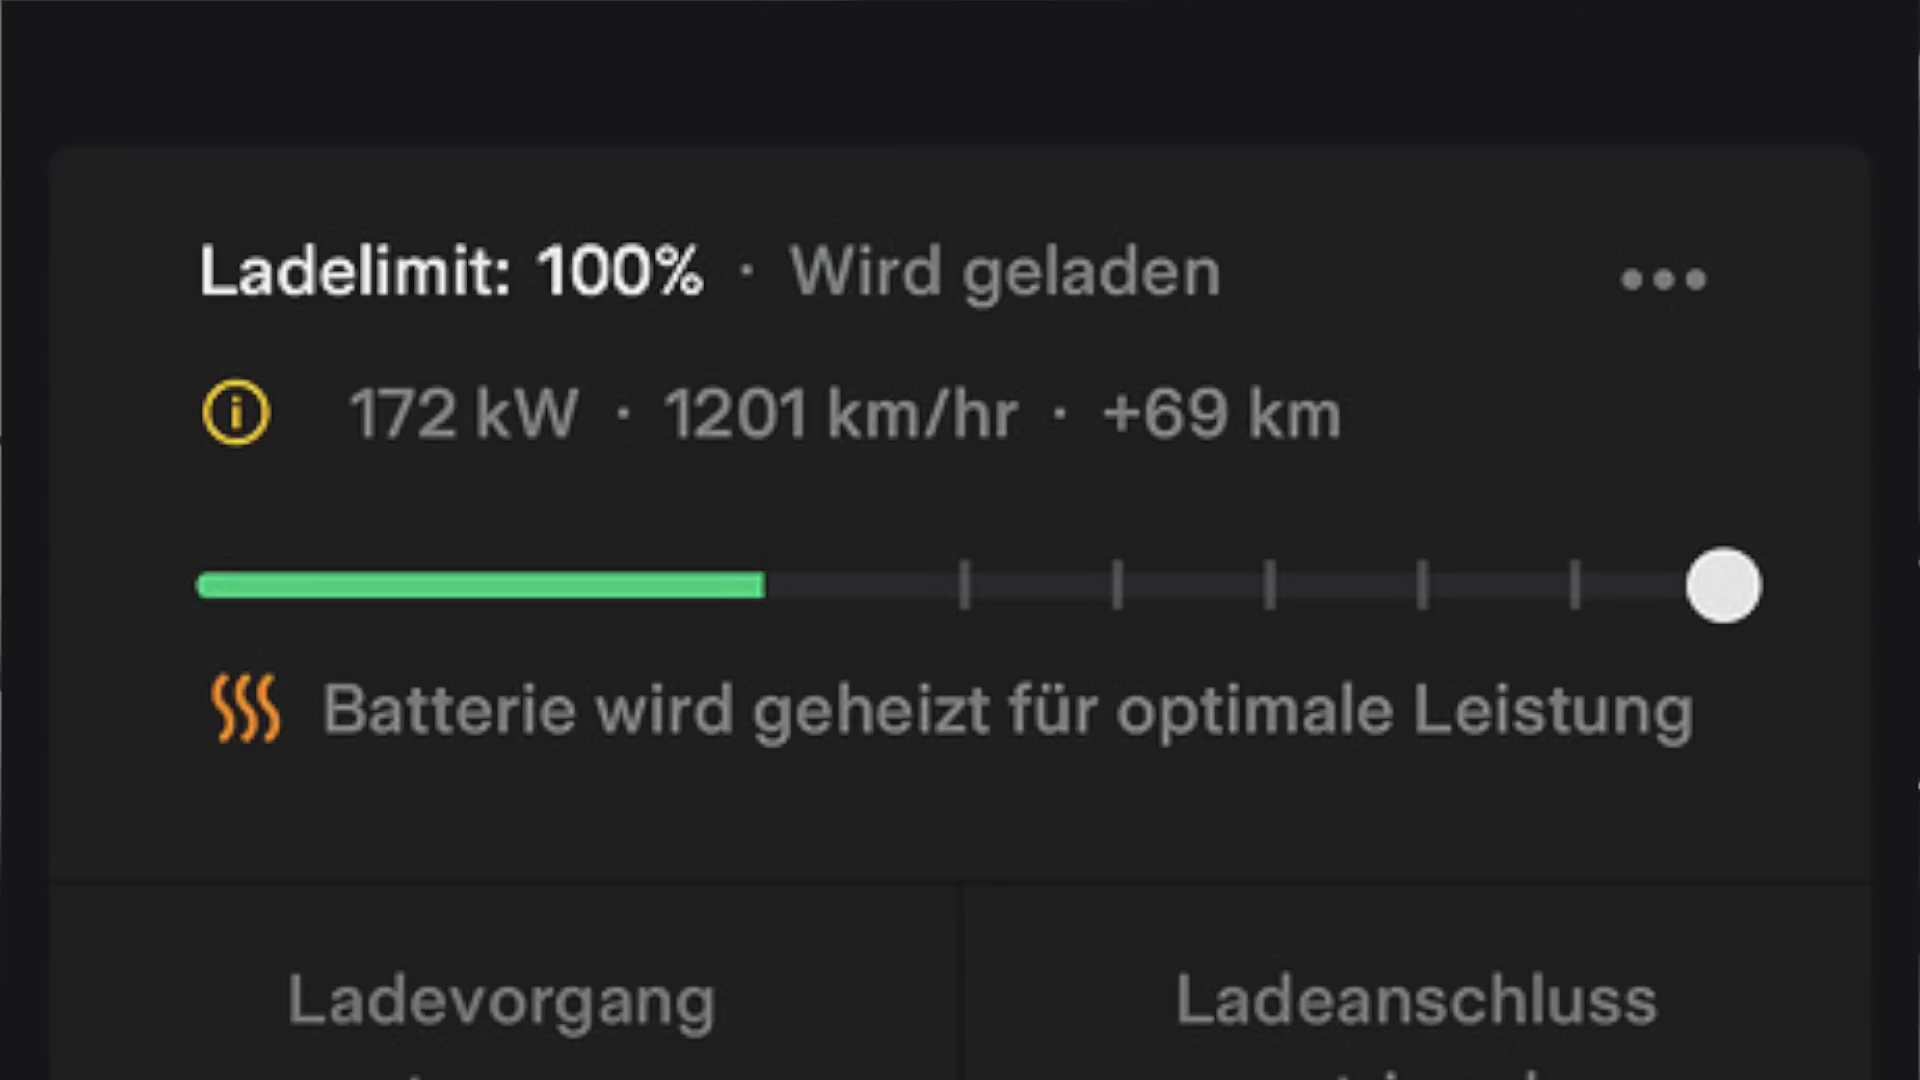 Ladelimit: 100% · Wird geladen
172 kW · 1201 km/hr · +69 km
Batterie wird geheizt für optimale Leistung
Ladevorgang
Ladeanschluss